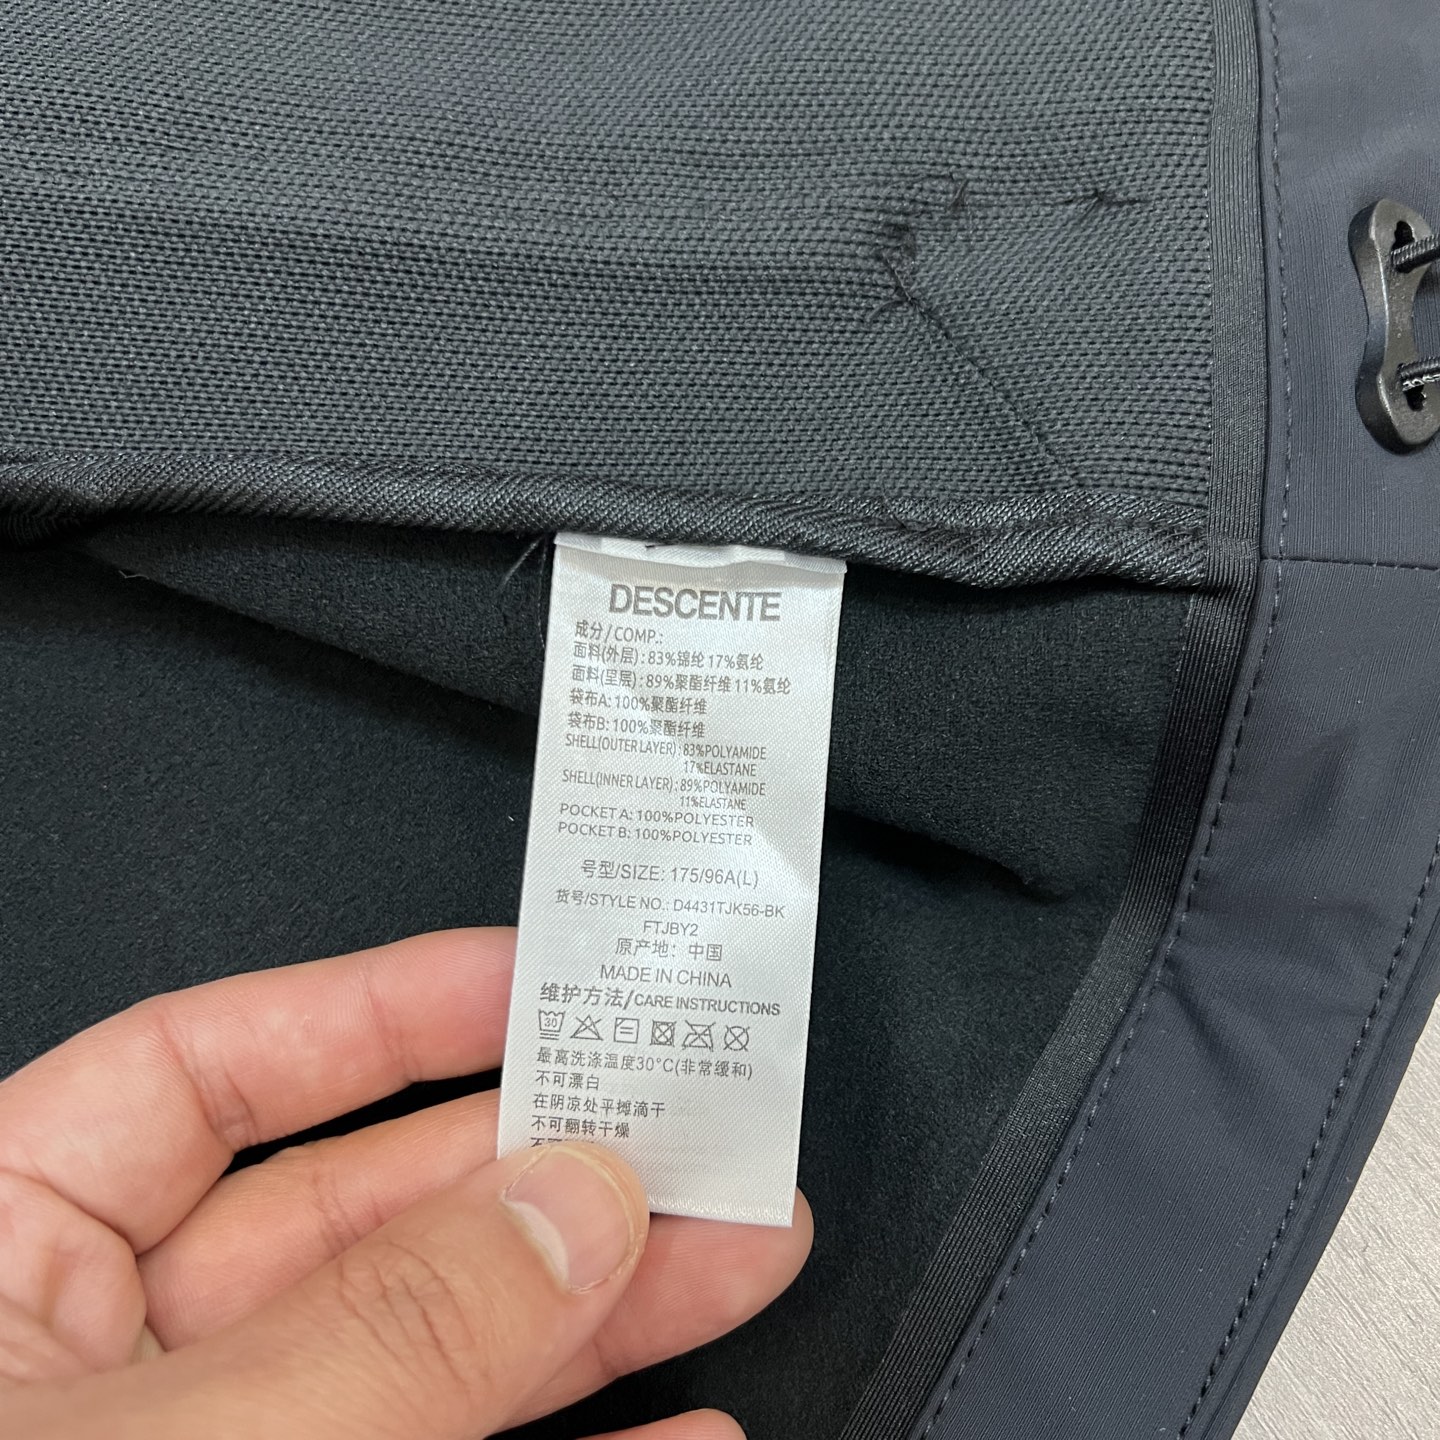 DESCENTE
成分/COMP.:
面料(外层):83%锦纶17%氨纶
面料(呈层):89%聚酯纤维11%氨纶
袋布A:100%聚酯纤维
袋布B:100%聚酯纤维
SHELL(OUTER LAYER):83%POLYAMIDE
17%ELASTANE
SHELL(INNER LAYER):89%POLYAMIDE
11%ELASTANE
POCKET A: 100%POLYESTER
POCKET B: 100%POLYESTER
号型/SIZE: 175/96A(L)
货号/STYLE NO.: D4431TJK56-BK
FTJBY2
原产地: 中国
MADE IN CHINA
维护方法/CARE INSTRUCTIONS
30
最高洗涤温度30°C(非常缓和)
不可漂白
在阴凉处平摊滴干
不可翻转干燥